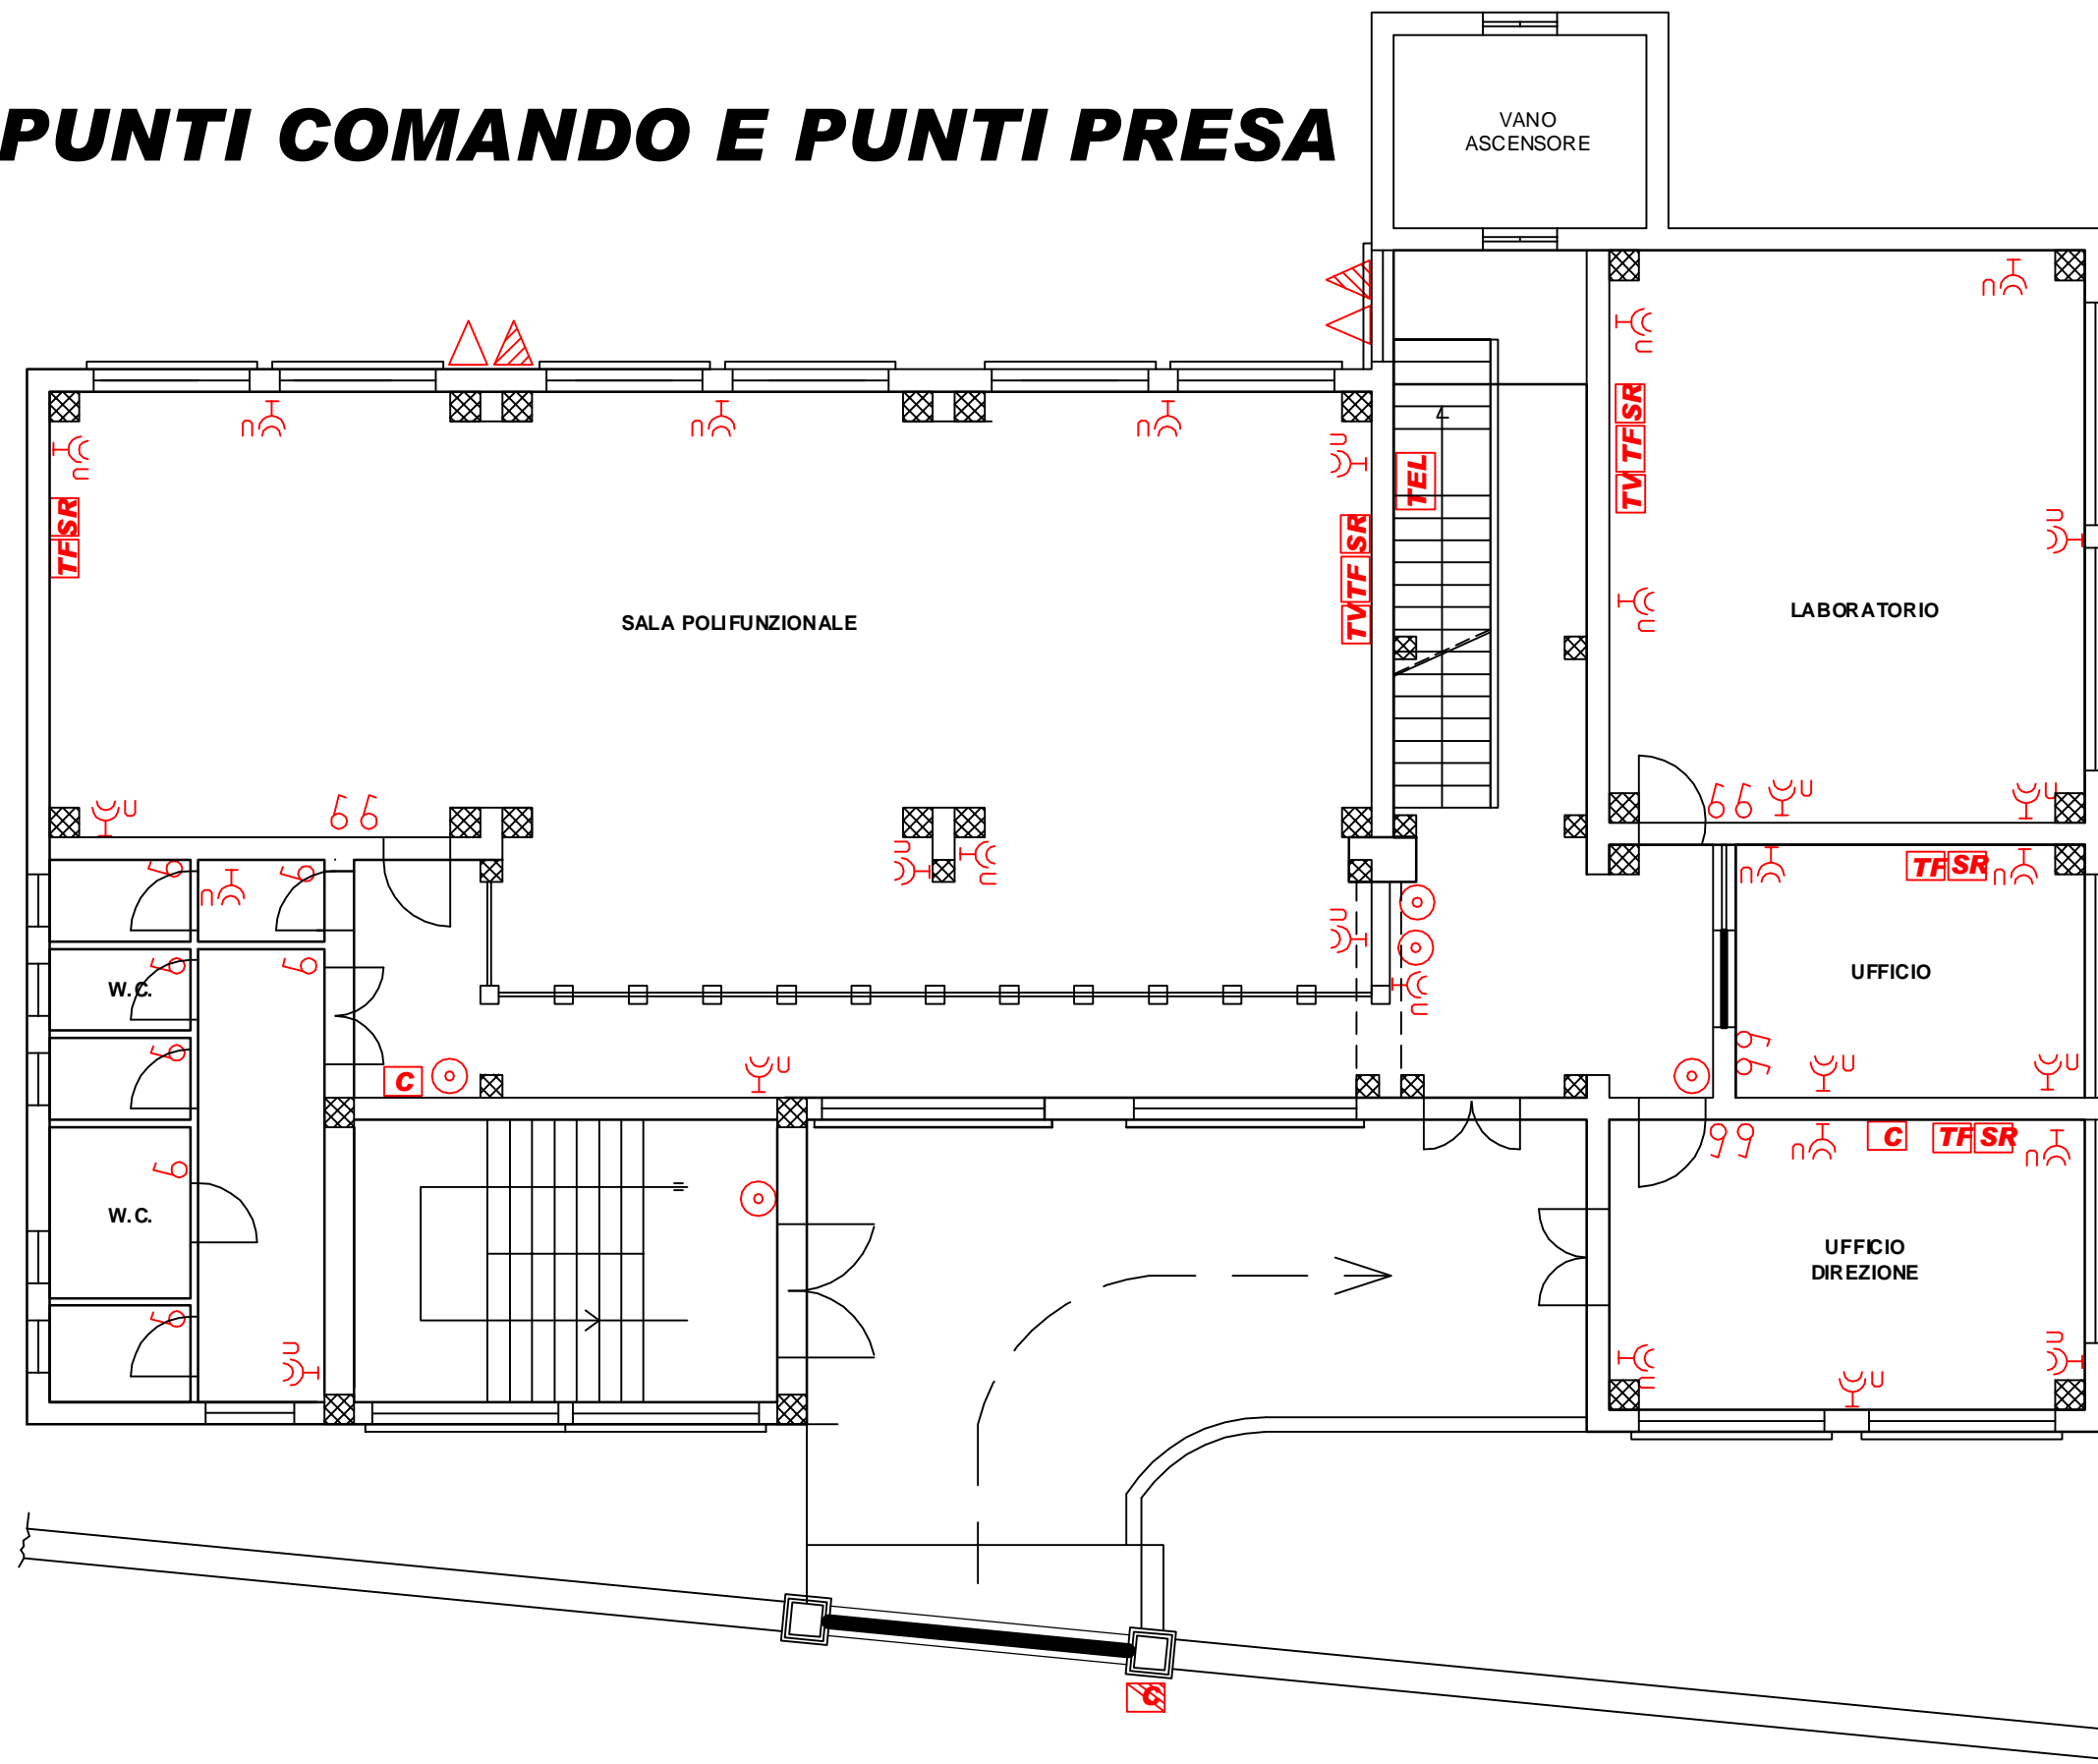 PUNTI COMANDO E PUNTI PRESA
VANO
ASCENSORE
U
U
U
U
U
U
U
SR
TF
TV
TEL
SR
TF
SR
TF
TV
U
SALA POLIFUNZIONALE
LABORATORIO
U
U
U
U
U
U
U
U
TF SR
U
U
U
W.C.
UFFICIO
U
C
U
U
U
C
TF SR
U
U
W.C.
UFFICIO
DIREZIONE
U
U
U
U
C